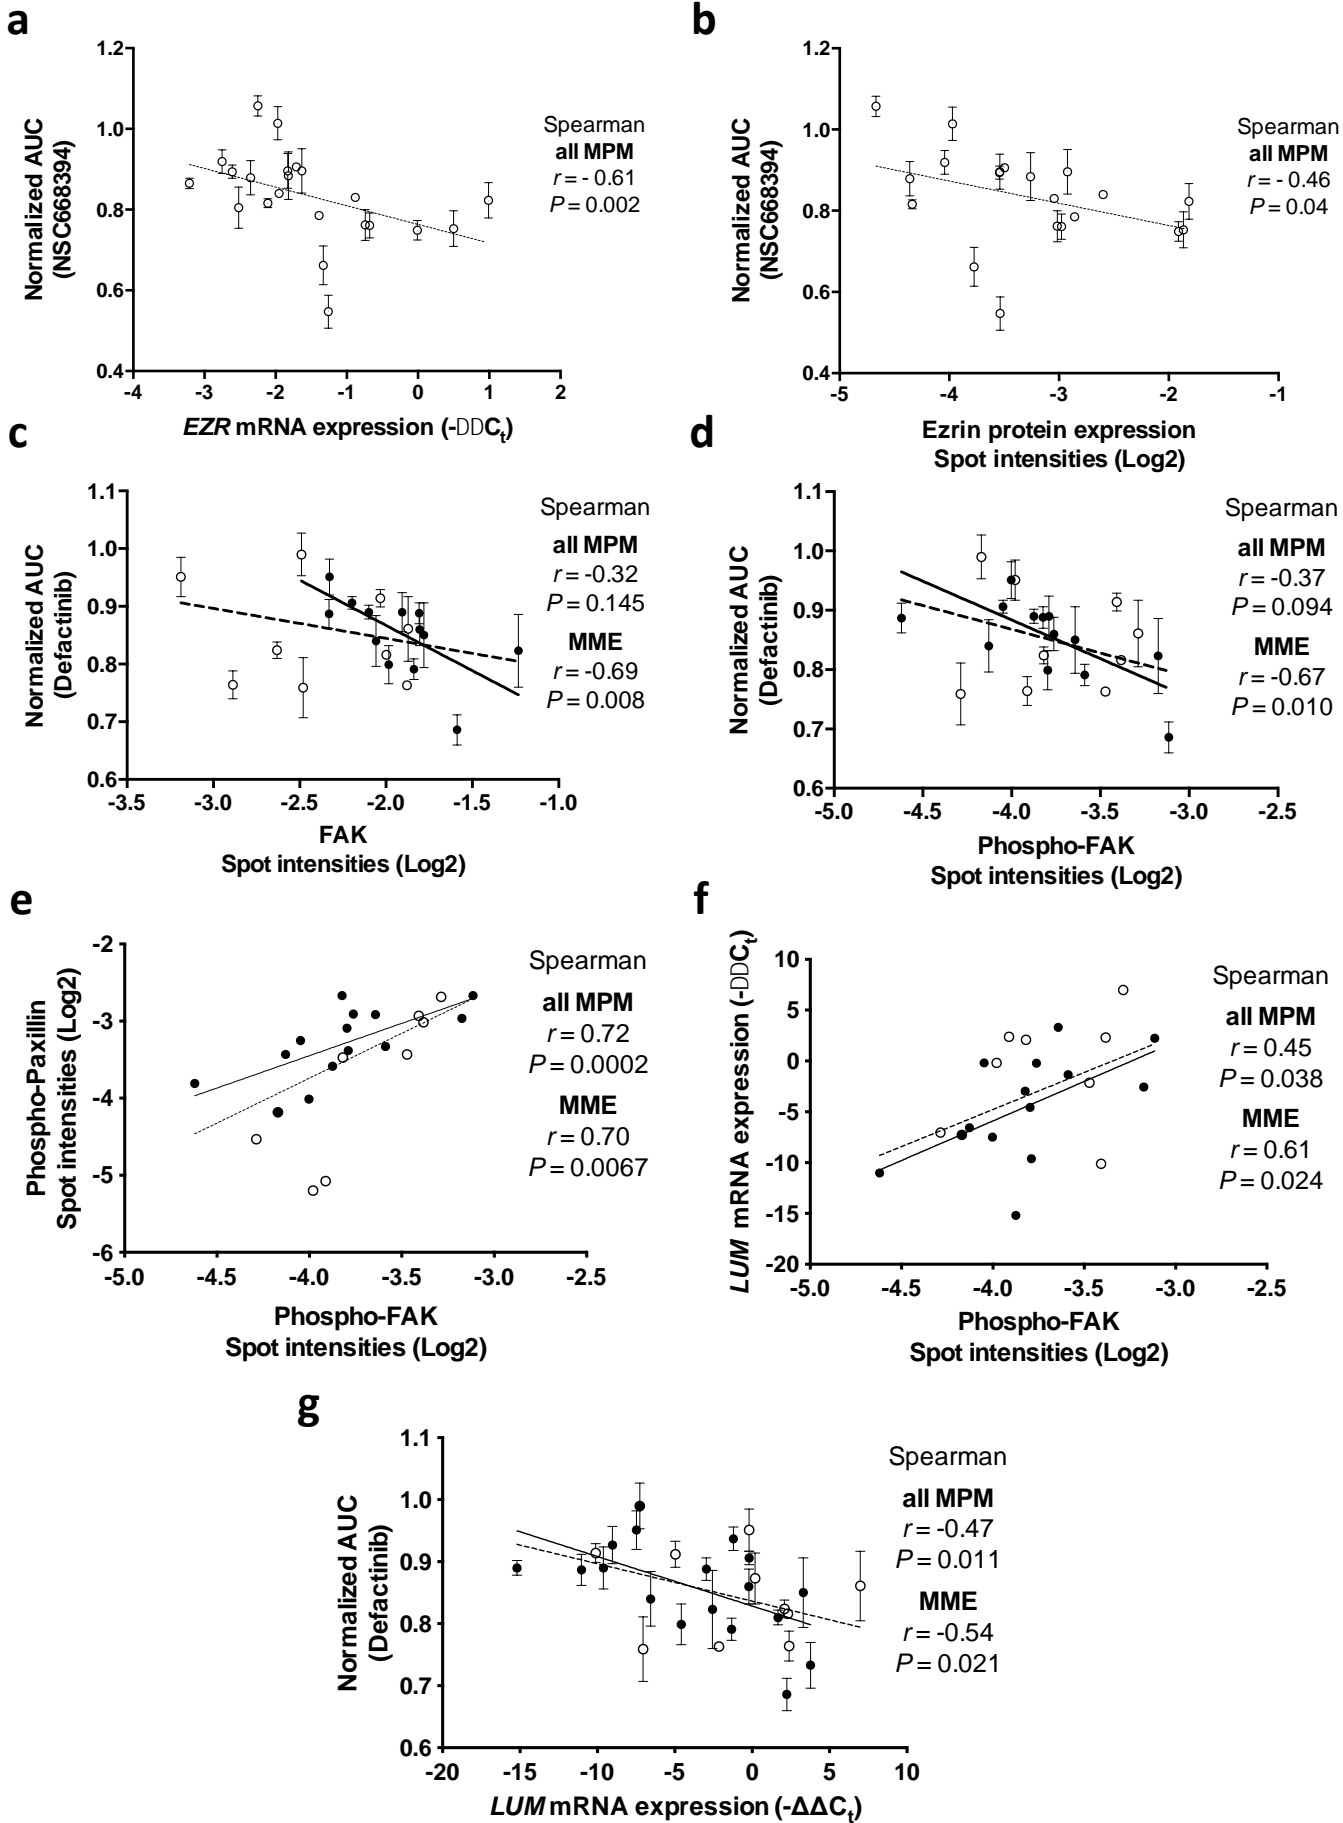 a
1.2
1.0
0.8
0.6
0.4
-4 -3 -2 -1 0 1 2
Normalized AUC
(NSC668394)
EZR mRNA expression (-DDCt)
Spearman
all MPM
r = - 0.61
P = 0.002
b
1.2
1.0
0.8
0.6
0.4
-5 -4 -3 -2 -1
Normalized AUC
(NSC668394)
Ezrin protein expression
Spot intensities (Log2)
Spearman
all MPM
r = - 0.46
P = 0.04
c
1.1
1.0
0.9
0.8
0.7
0.6
-3.5 -3.0 -2.5 -2.0 -1.5 -1.0
Normalized AUC
(Defactinib)
FAK
Spot intensities (Log2)
Spearman
all MPM
r = -0.32
P = 0.145
MME
r = -0.69
P = 0.008
d
1.1
1.0
0.9
0.8
0.7
0.6
-5.0 -4.5 -4.0 -3.5 -3.0 -2.5
Normalized AUC
(Defactinib)
Phospho-FAK
Spot intensities (Log2)
Spearman
all MPM
r = -0.37
P = 0.094
MME
r = -0.67
P = 0.010
e
-2
-3
-4
-5
-6
-5.0 -4.5 -4.0 -3.5 -3.0 -2.5
Phospho-Paxillin
Spot intensities (Log2)
Phospho-FAK
Spot intensities (Log2)
Spearman
all MPM
r = 0.72
P = 0.0002
MME
r = 0.70
P = 0.0067
f
10
5
0
-5
-10
-15
-20
-5.0 -4.5 -4.0 -3.5 -3.0 -2.5
LUM mRNA expression (-DDCt)
Phospho-FAK
Spot intensities (Log2)
Spearman
all MPM
r = 0.45
P = 0.038
MME
r = 0.61
P = 0.024
g
1.1
1.0
0.9
0.8
0.7
0.6
-20 -15 -10 -5 0 5 10
Normalized AUC
(Defactinib)
LUM mRNA expression (-ΔΔCt)
Spearman
all MPM
r = -0.47
P = 0.011
MME
r = -0.54
P = 0.021